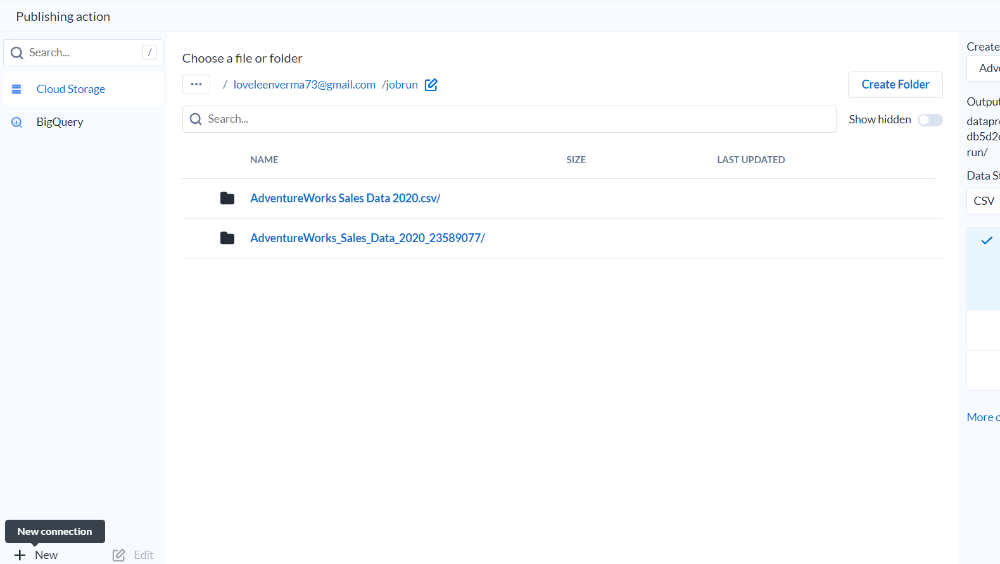 Publishing action
Search...
/
Cloud Storage
BigQuery
New connection
New
Edit
Choose a file or folder
... / loveleenverma73@gmail.com /jobrun
Create Folder
Search...
Show hidden
NAME SIZE LAST UPDATED
AdventureWorks Sales Data 2020.csv/
AdventureWorks_Sales_Data_2020_23589077/
Create
Adv
Output
datapr
db5d2
run/
Data S
CSV
More